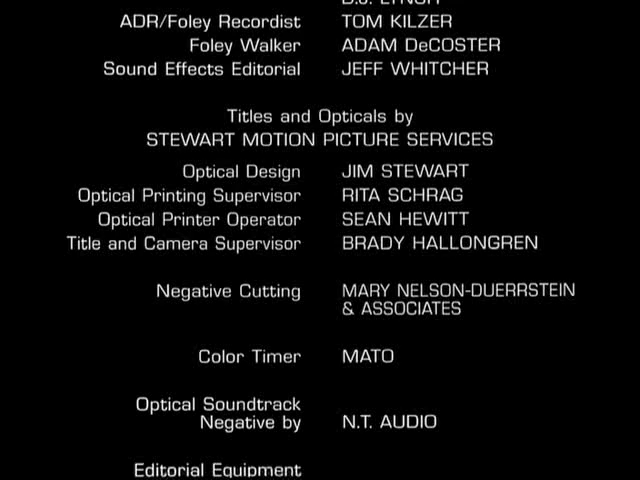 D.J. LYNCH
ADR/Foley Recordist TOM KILZER
Foley Walker ADAM DeCOSTER
Sound Effects Editorial JEFF WHITCHER
Titles and Opticals by
STEWART MOTION PICTURE SERVICES
Optical Design JIM STEWART
Optical Printing Supervisor RITA SCHRAG
Optical Printer Operator SEAN HEWITT
Title and Camera Supervisor BRADY HALLONGREN
Negative Cutting MARY NELSON-DUERRSTEIN
& ASSOCIATES
Color Timer MATO
Optical Soundtrack
Negative by N.T. AUDIO
Editorial Equipment